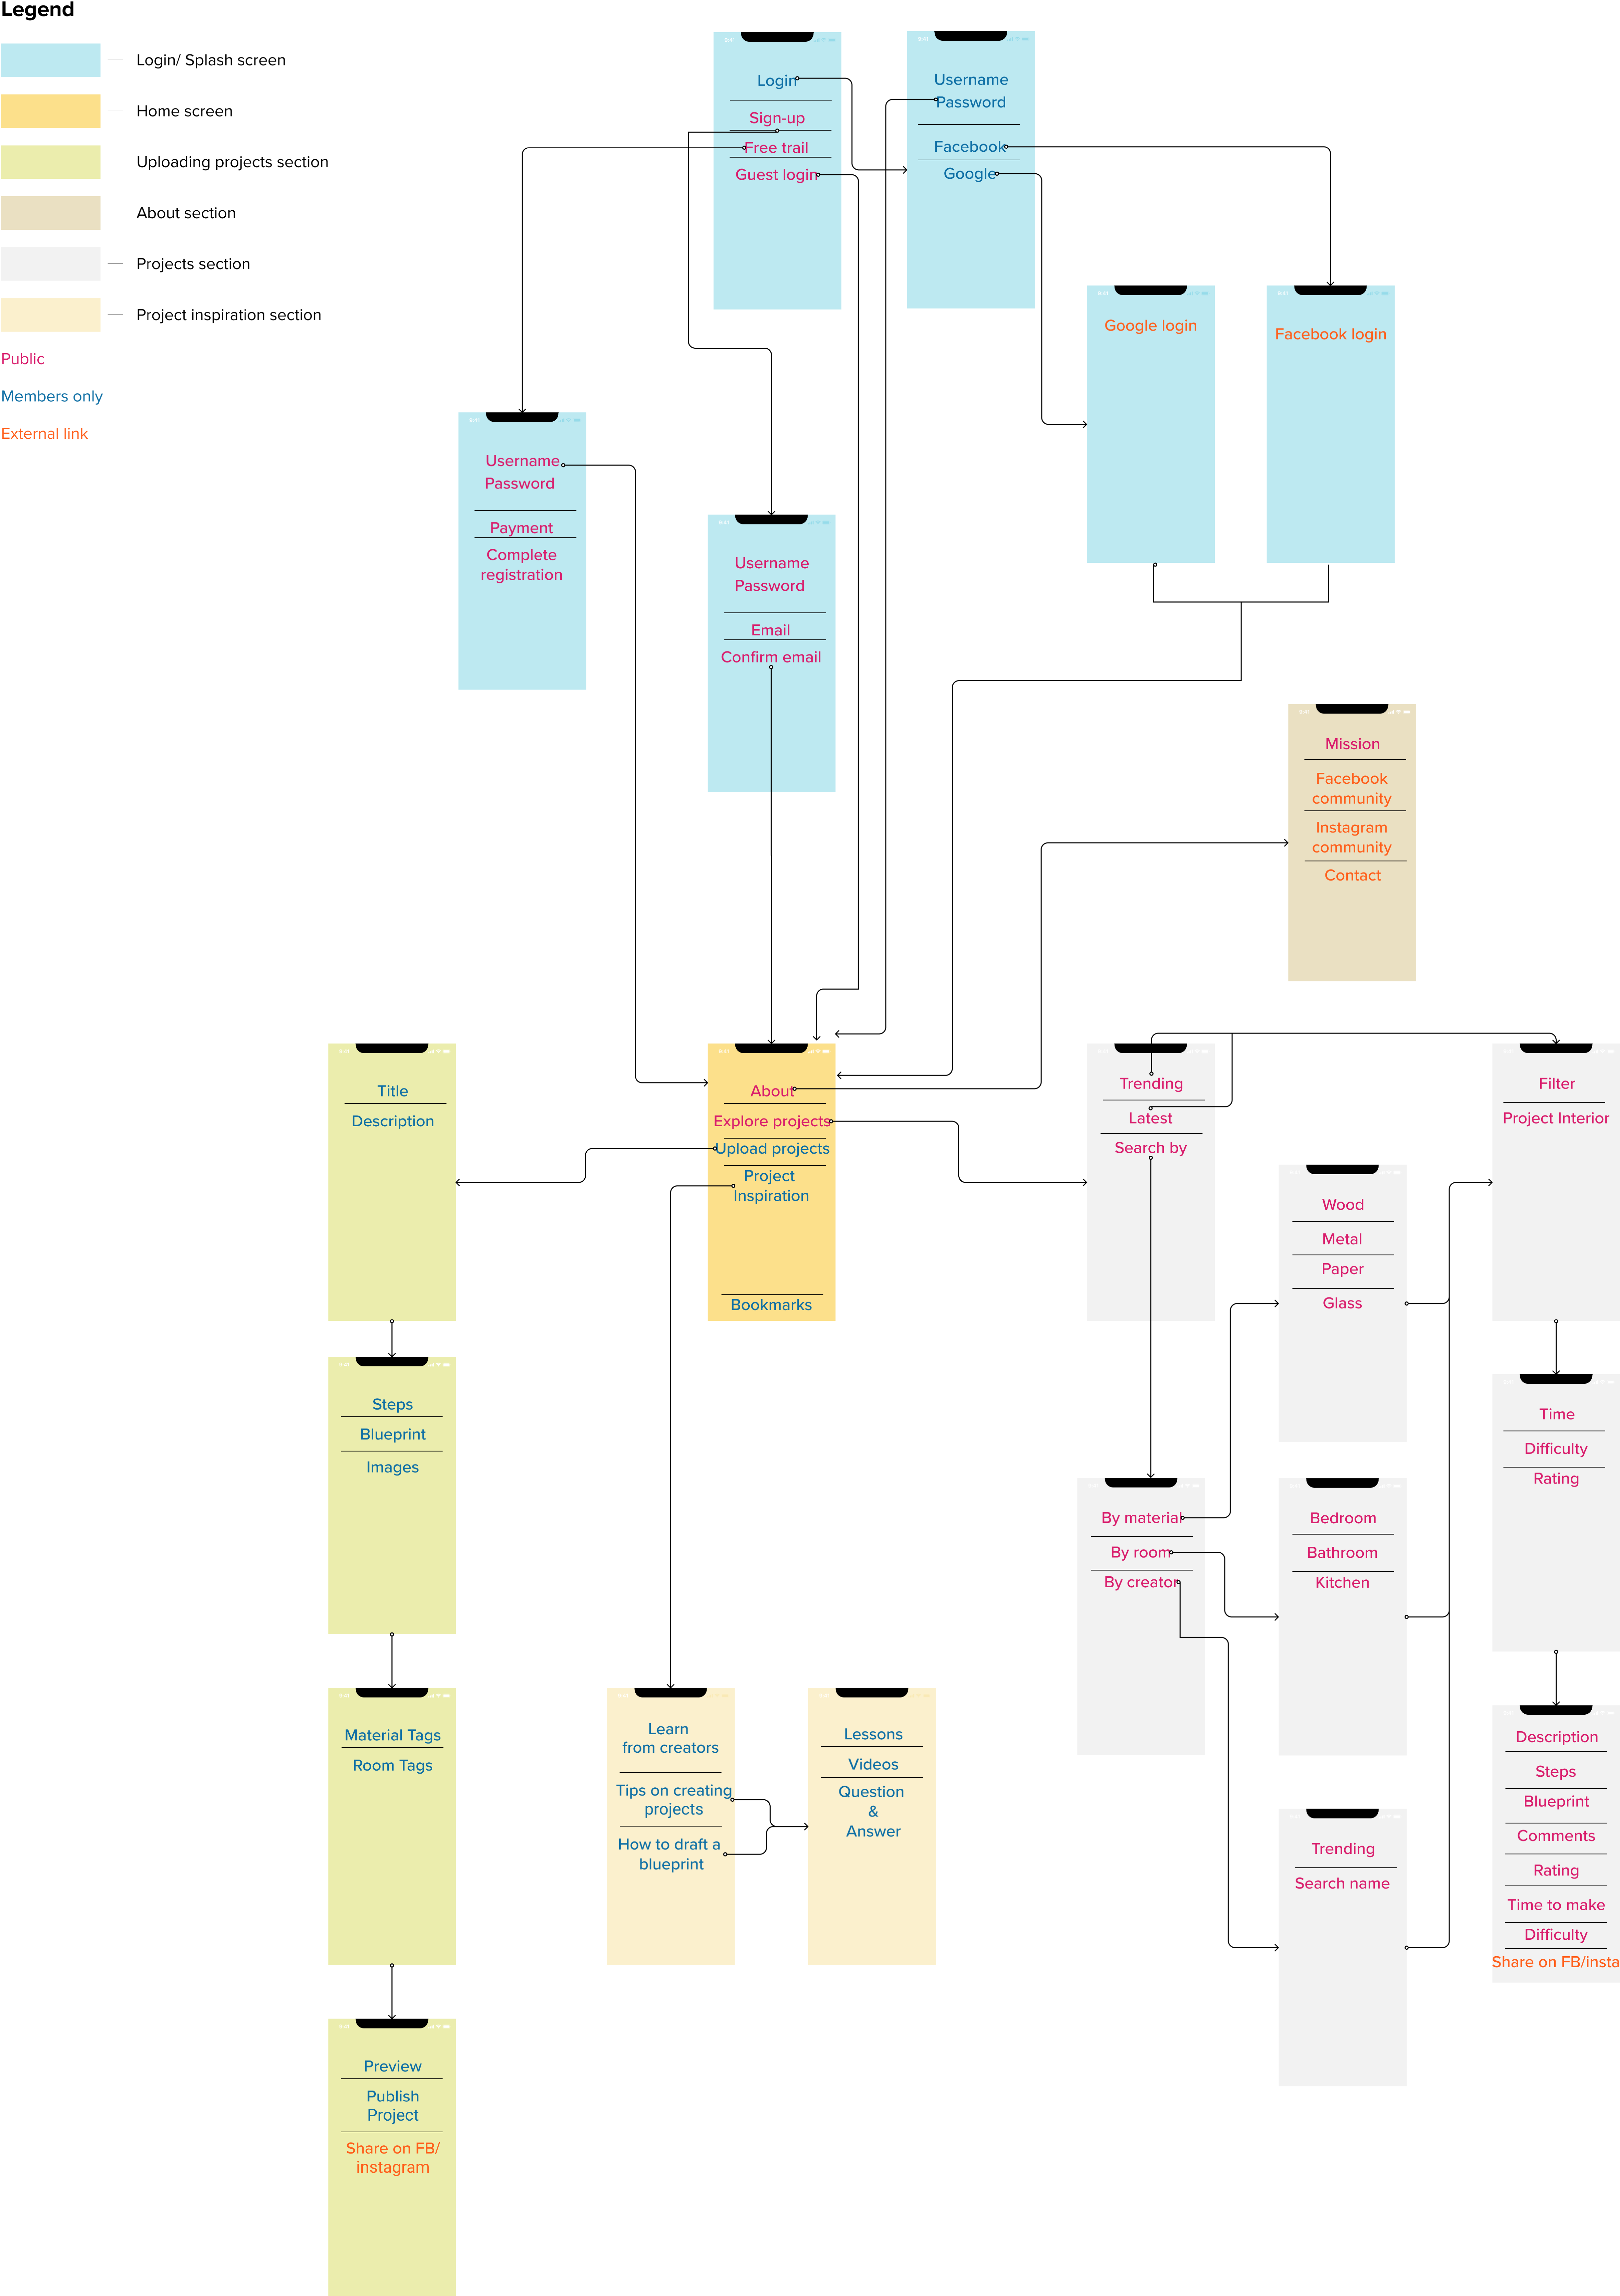 Legend
Login/ Splash screen
Home screen
Uploading projects section
About section
Projects section
Project inspiration section
Public
Members only
External link
Login
Sign-up
Free trail
Guest login
Username
Password
Facebook
Google
Google login
Facebook login
Username
Password
Payment
Complete
registration
Username
Password
Email
Confirm email
Mission
Facebook
community
Instagram
community
Contact
Title
Description
About
Explore projects
Upload projects
Project
Inspiration
Bookmarks
Trending
Latest
Search by
Filter
Project Interior
Wood
Metal
Paper
Glass
Steps
Blueprint
Images
Time
Difficulty
Rating
By material
By room
By creator
Bedroom
Bathroom
Kitchen
Material Tags
Room Tags
Learn
from creators
Tips on creating
projects
How to draft a
blueprint
Lessons
Videos
Question
&
Answer
Trending
Search name
Description
Steps
Blueprint
Comments
Rating
Time to make
Difficulty
Share on FB/insta
Preview
Publish
Project
Share on FB/
instagram